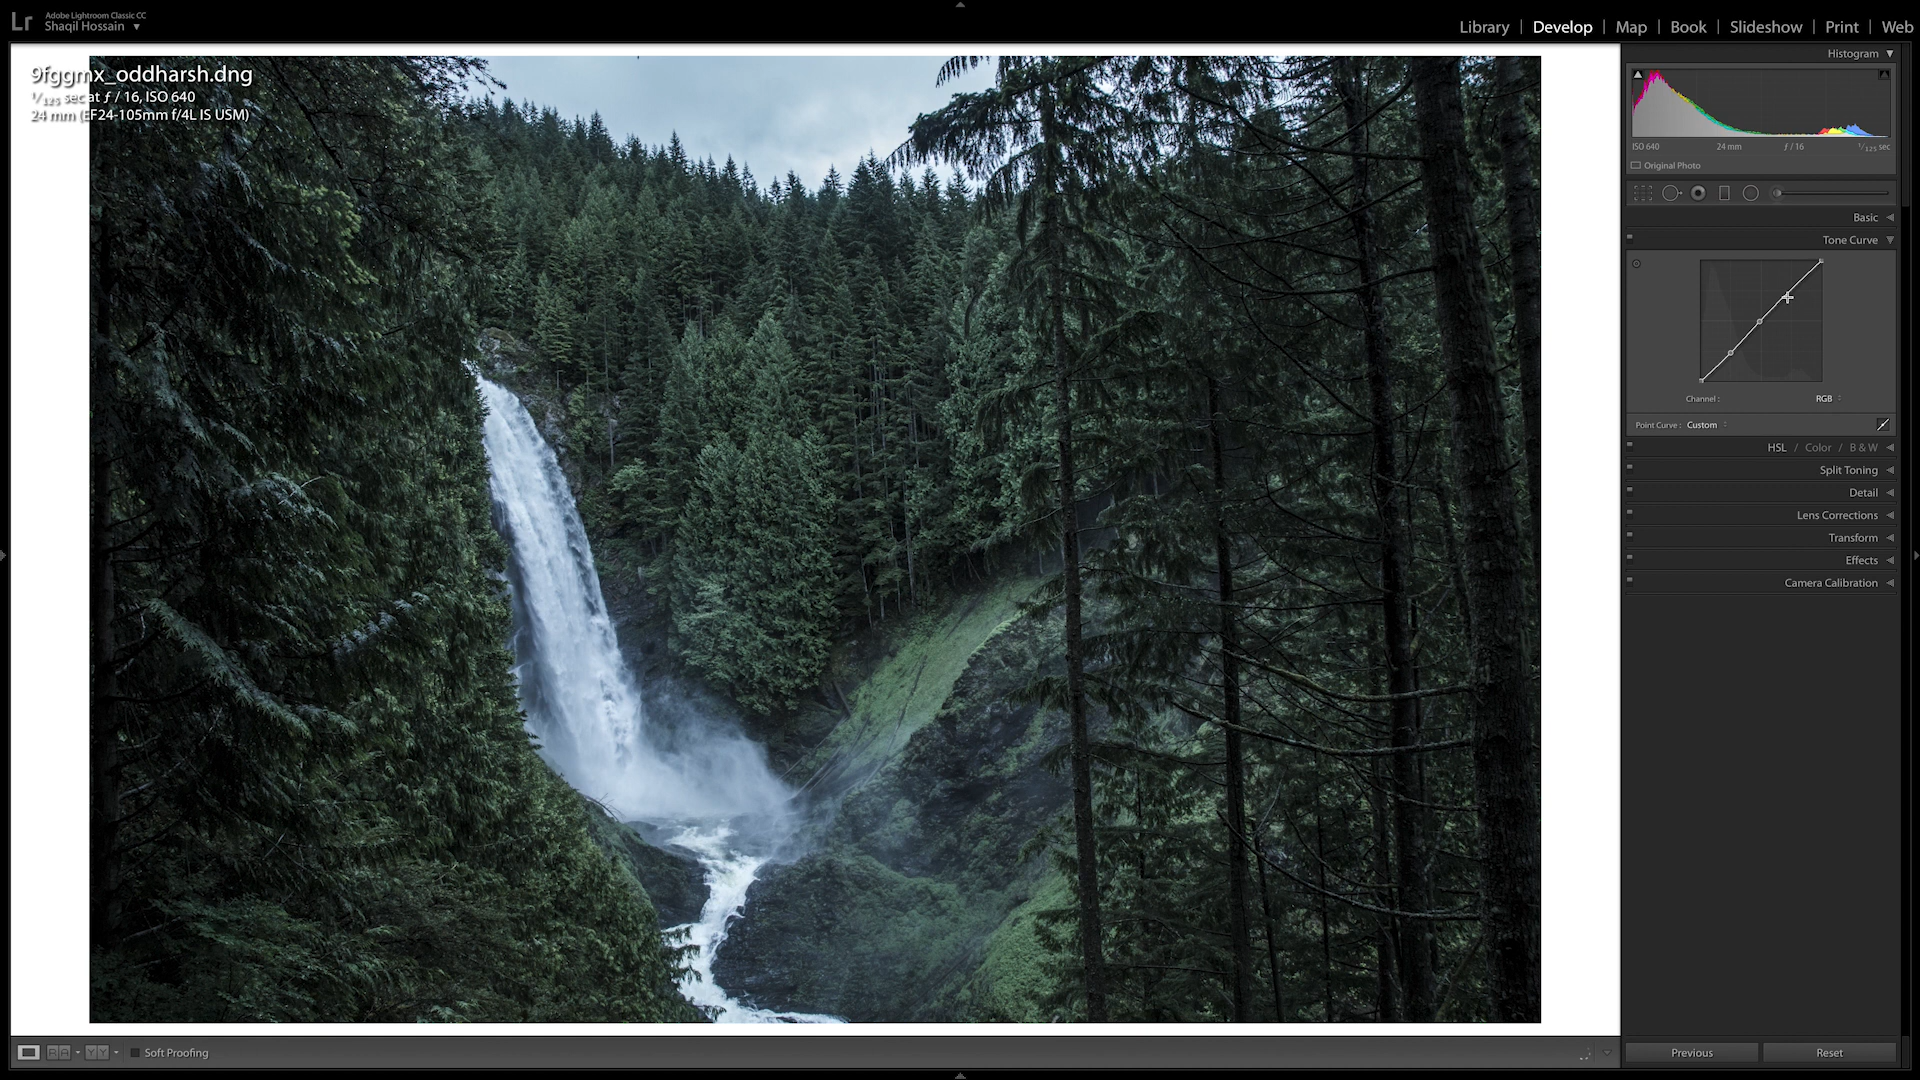 Lr
Adobe Lightroom Classic CC
Shaqil Hossain
Library | Develop | Map | Book | Slideshow | Print | Web
9fggmx_oddharsh.dng
1/125 sec at ƒ / 16, ISO 640
24 mm (EF24-105mm f/4L IS USM)
Histogram
ISO 640 24 mm ƒ / 16 1/125 sec
Original Photo
Basic
Tone Curve
Channel : RGB
Point Curve : Custom
HSL / Color / B & W
Split Toning
Detail
Lens Corrections
Transform
Effects
Camera Calibration
RA YY Soft Proofing
Previous Reset